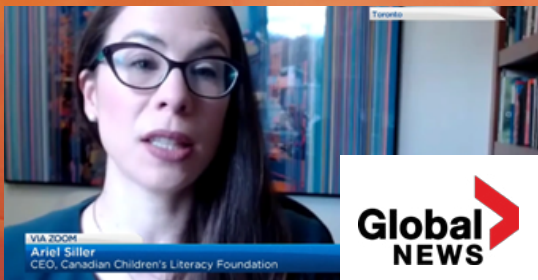 Toronto
VIA ZOOM
Ariel Siller
CEO, Canadian Children's Literacy Foundation
Global
NEWS